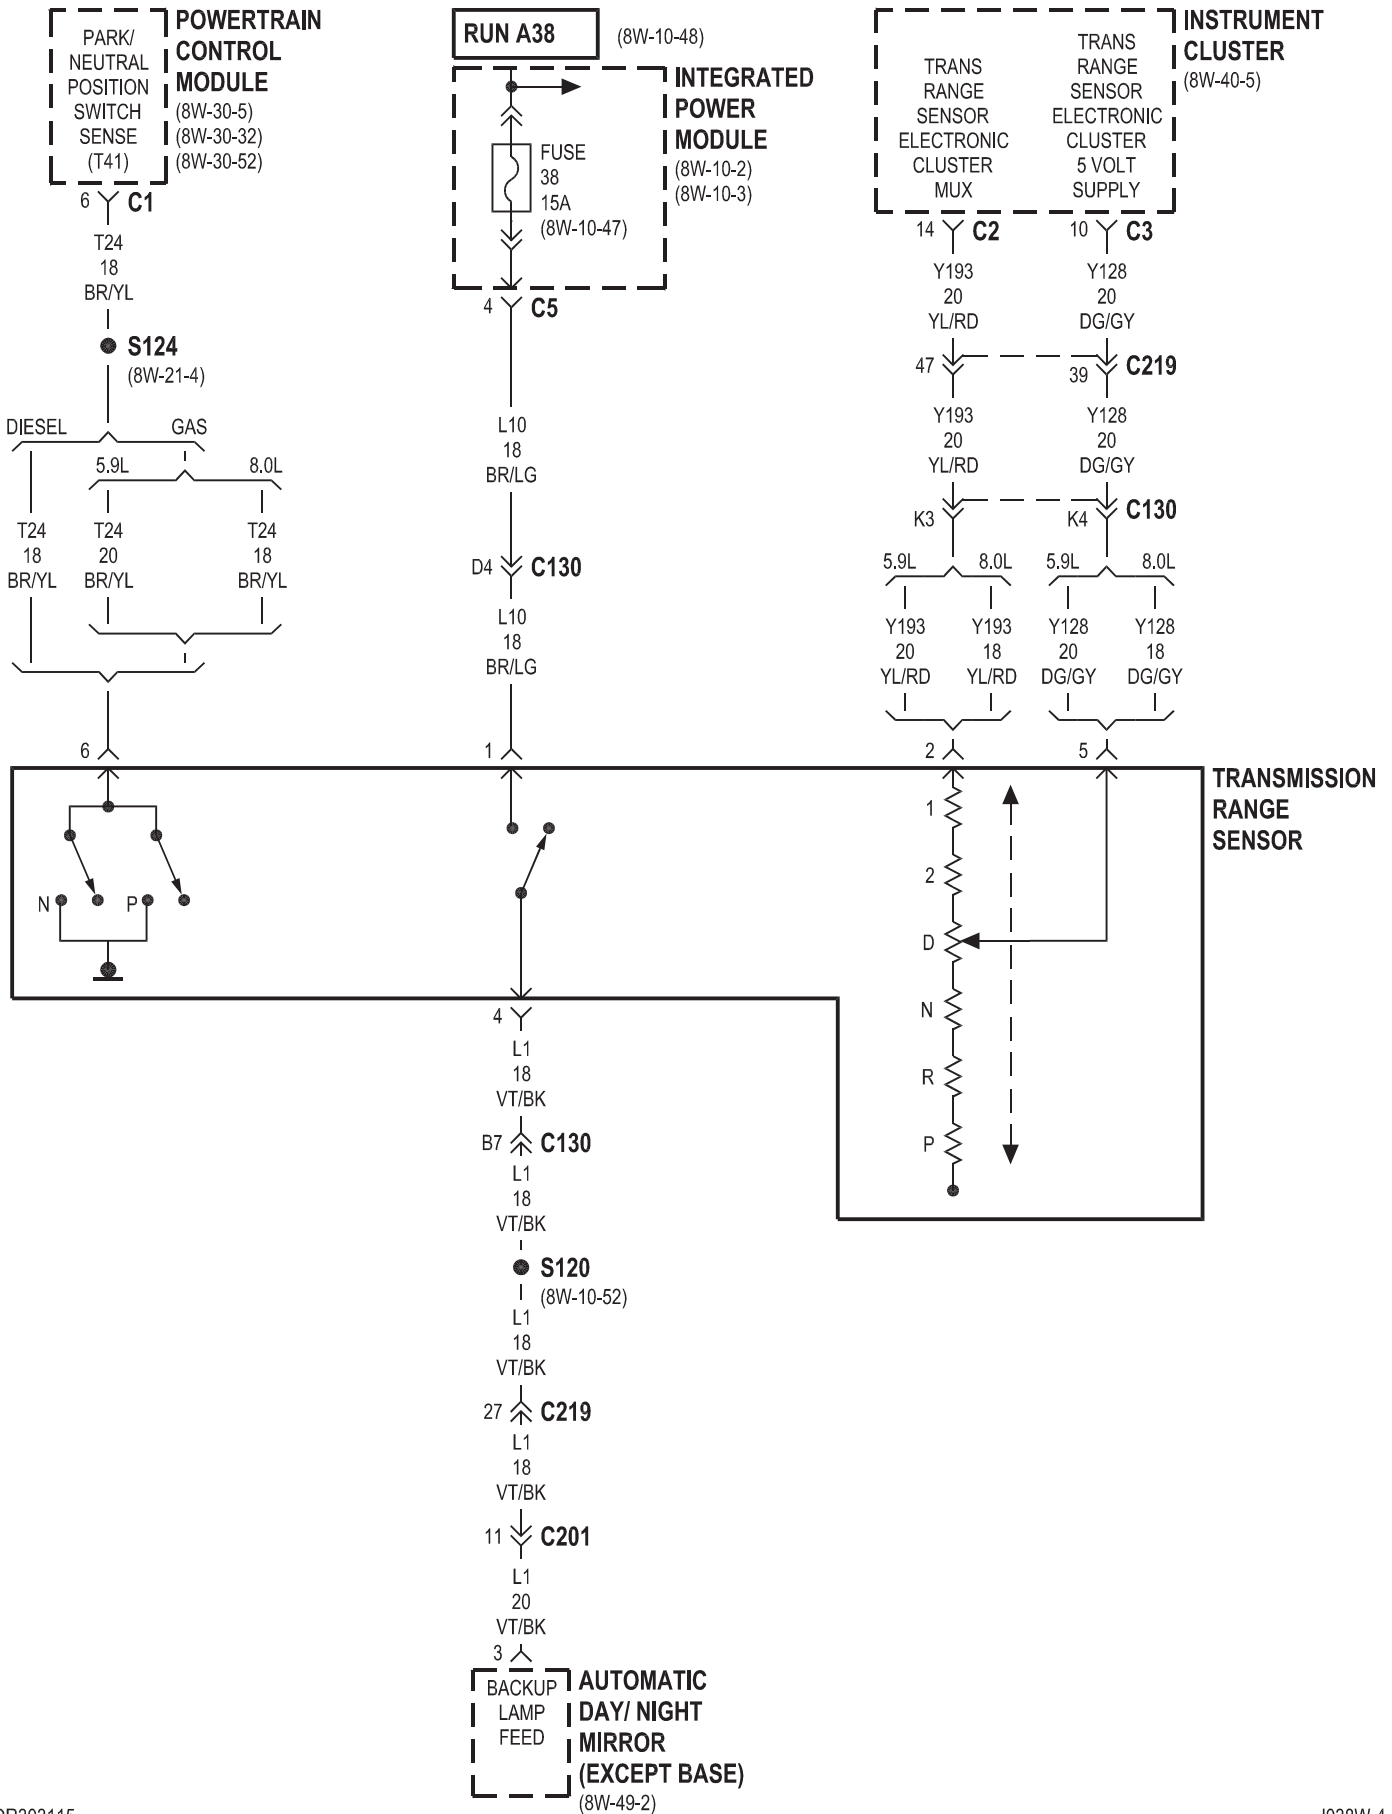 PARK/
NEUTRAL
POSITION
SWITCH
SENSE
(T41)
POWERTRAIN
CONTROL
MODULE
(8W-30-5)
(8W-30-32)
(8W-30-52)
6 C1
T24
18
BR/YL
S124
(8W-21-4)
DIESEL GAS
5.9L 8.0L
T24 T24 T24
18 20 18
BR/YL BR/YL BR/YL
6
RUN A38 (8W-10-48)
INTEGRATED
POWER
MODULE
(8W-10-2)
(8W-10-3)
FUSE
38
15A
(8W-10-47)
4 C5
L10
18
BR/LG
D4 C130
L10
18
BR/LG
1
INSTRUMENT
CLUSTER
(8W-40-5)
TRANS
RANGE
SENSOR
ELECTRONIC
CLUSTER
MUX
TRANS
RANGE
SENSOR
ELECTRONIC
CLUSTER
5 VOLT
SUPPLY
14 C2 10 C3
Y193 Y128
20 20
YL/RD DG/GY
47 39 C219
Y193 Y128
20 20
YL/RD DG/GY
K3 K4 C130
5.9L 8.0L 5.9L 8.0L
Y193 Y193 Y128 Y128
20 18 20 18
YL/RD YL/RD DG/GY DG/GY
2 5
TRANSMISSION
RANGE
SENSOR
N P
1
2
D
N
R
P
4
L1
18
VT/BK
B7 C130
L1
18
VT/BK
S120
(8W-10-52)
L1
18
VT/BK
27 C219
L1
18
VT/BK
11 C201
L1
20
VT/BK
3
BACKUP
LAMP
FEED
AUTOMATIC
DAY/ NIGHT
MIRROR
(EXCEPT BASE)
(8W-49-2)